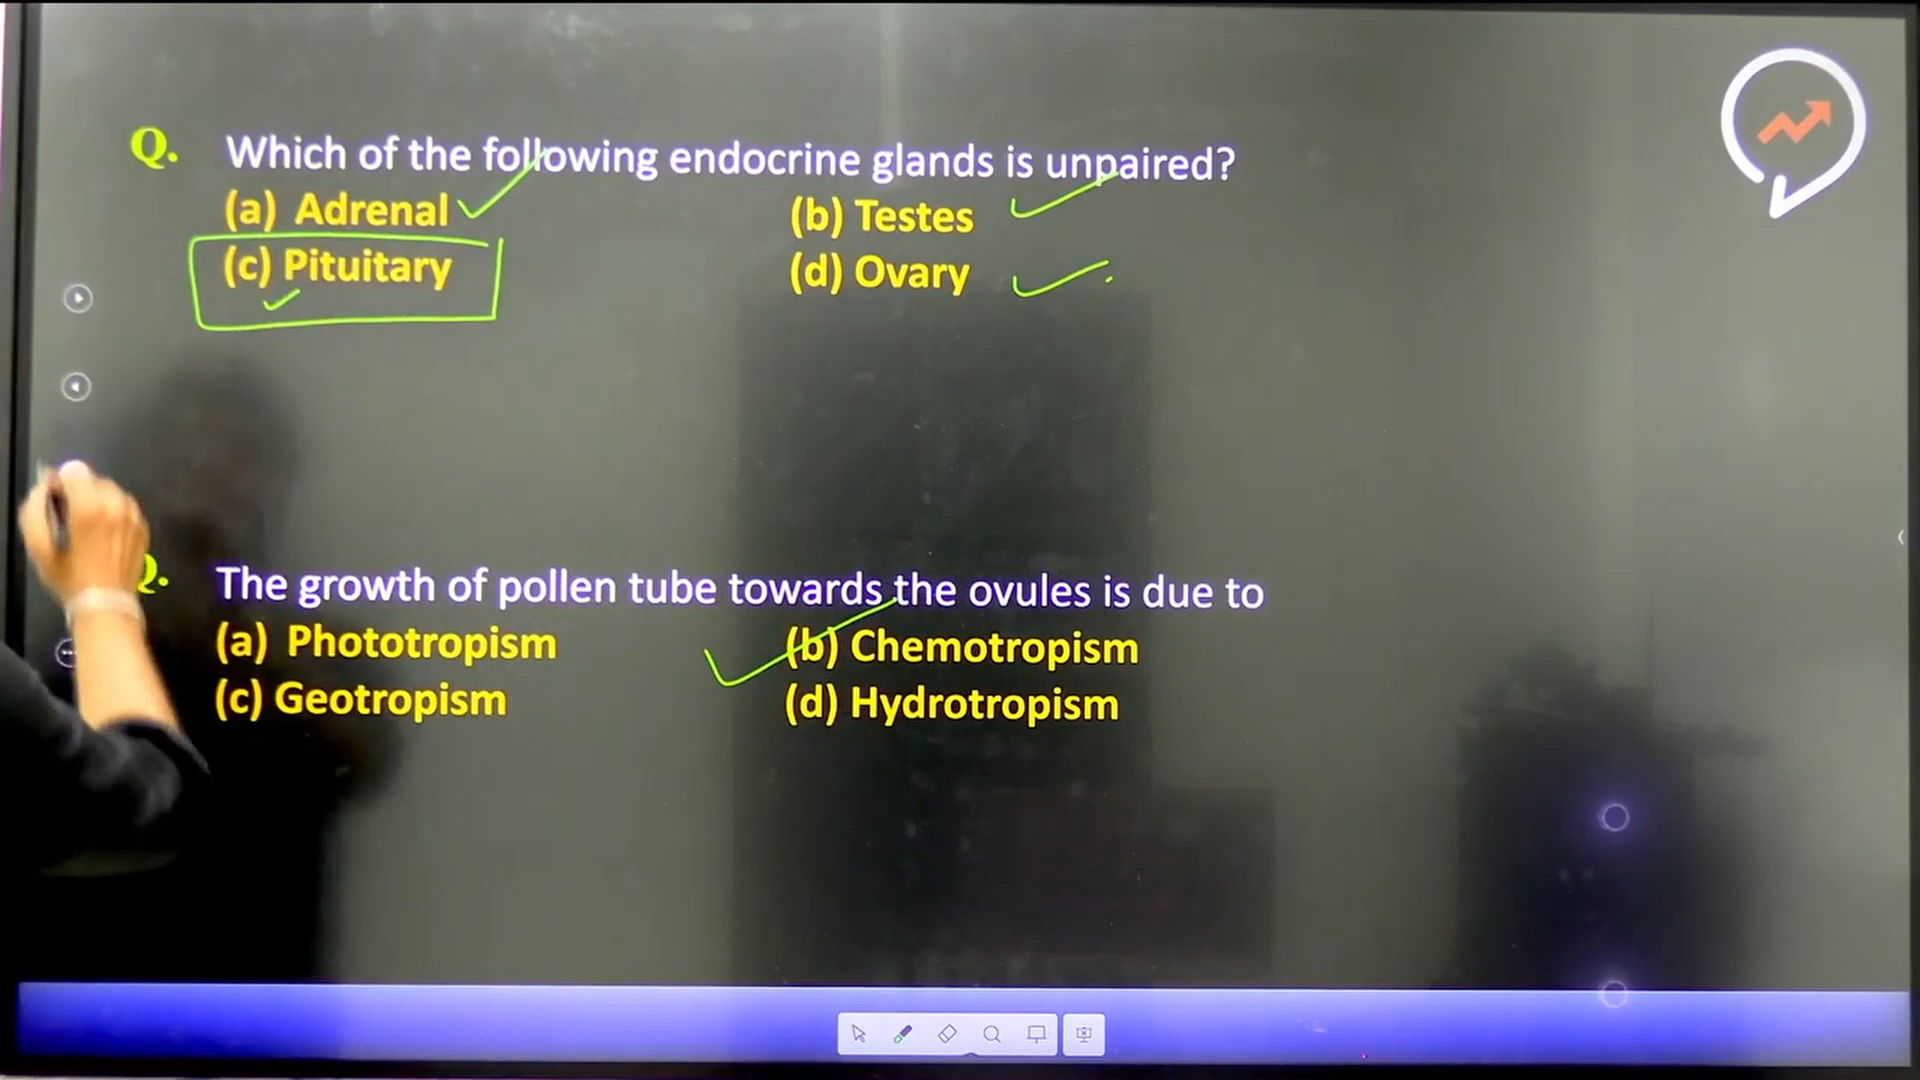 Q. Which of the following endocrine glands is unpaired?
(a) Adrenal (b) Testes
(c) Pituitary (d) Ovary
Q. The growth of pollen tube towards the ovules is due to
(a) Phototropism (b) Chemotropism
(c) Geotropism (d) Hydrotropism